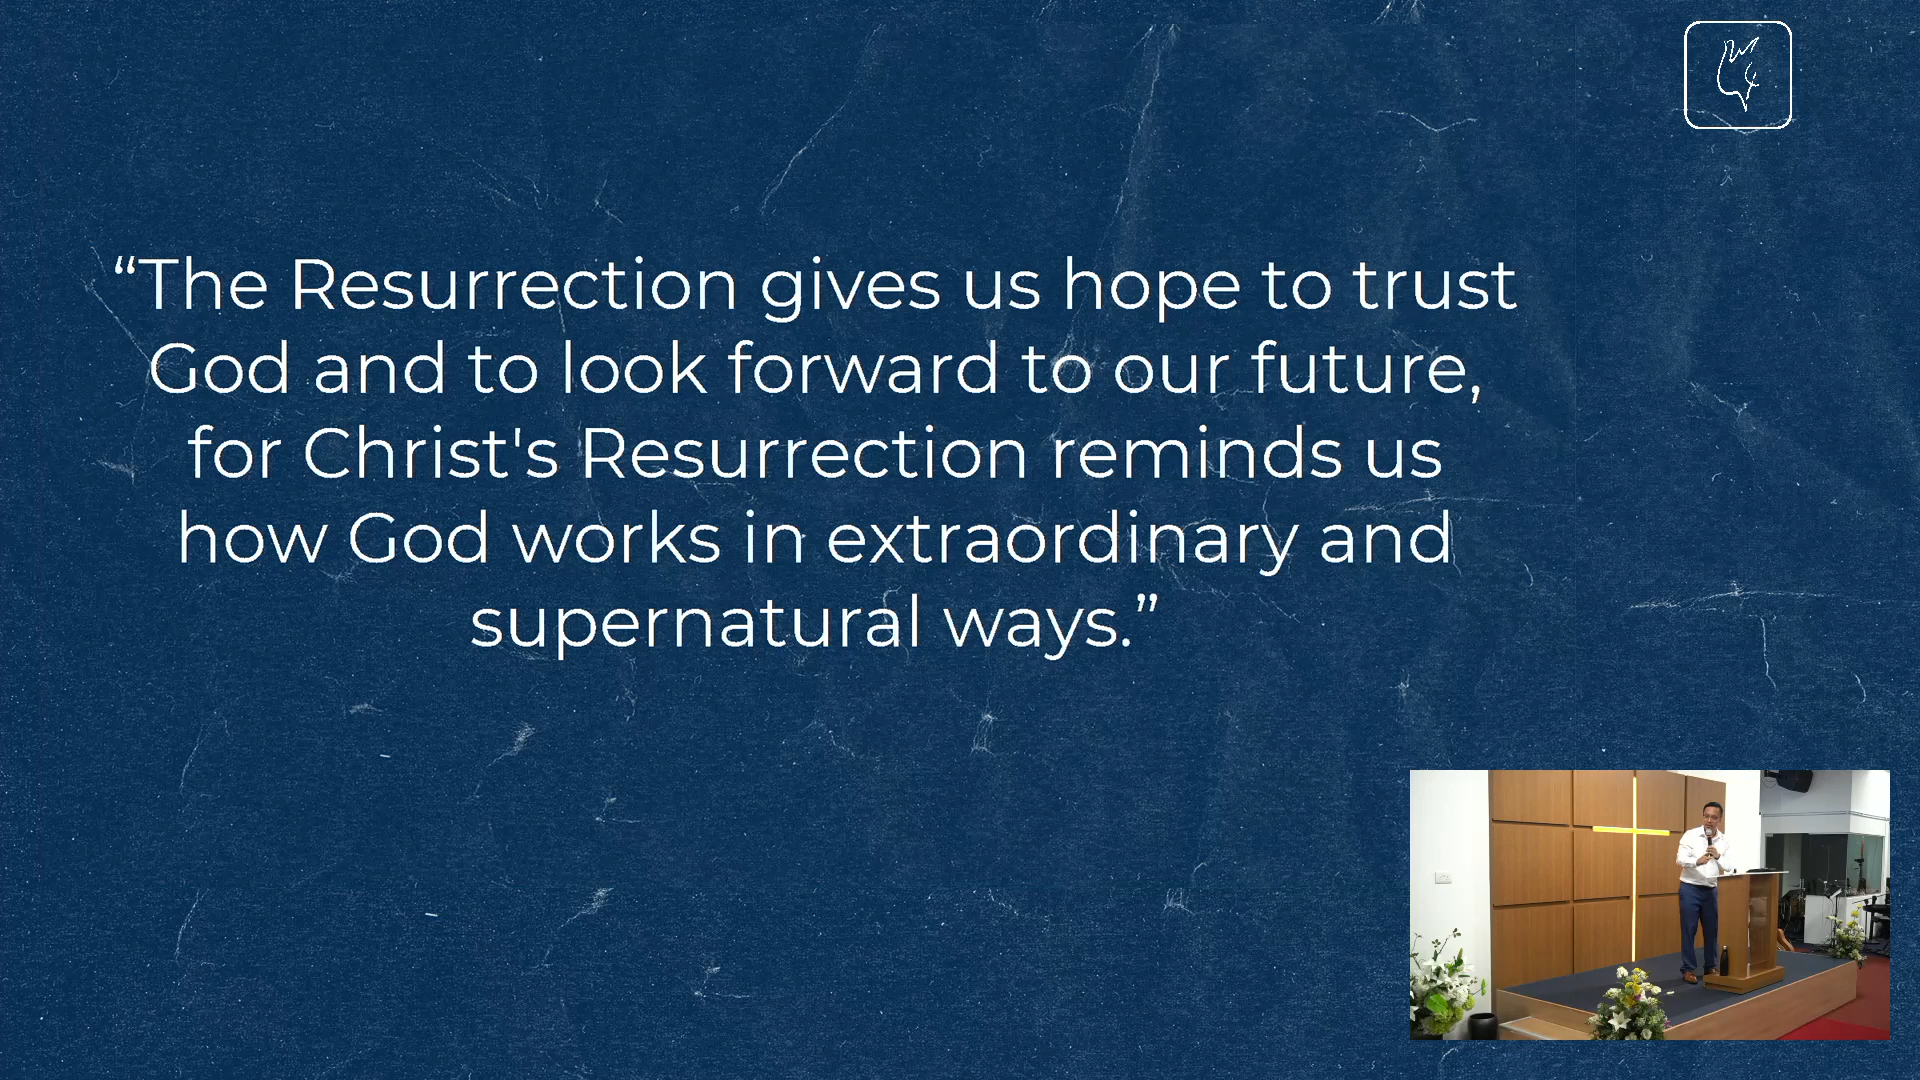 “The Resurrection gives us hope to trust
God and to look forward to our future,
for Christ's Resurrection reminds us
how God works in extraordinary and
supernatural ways.”